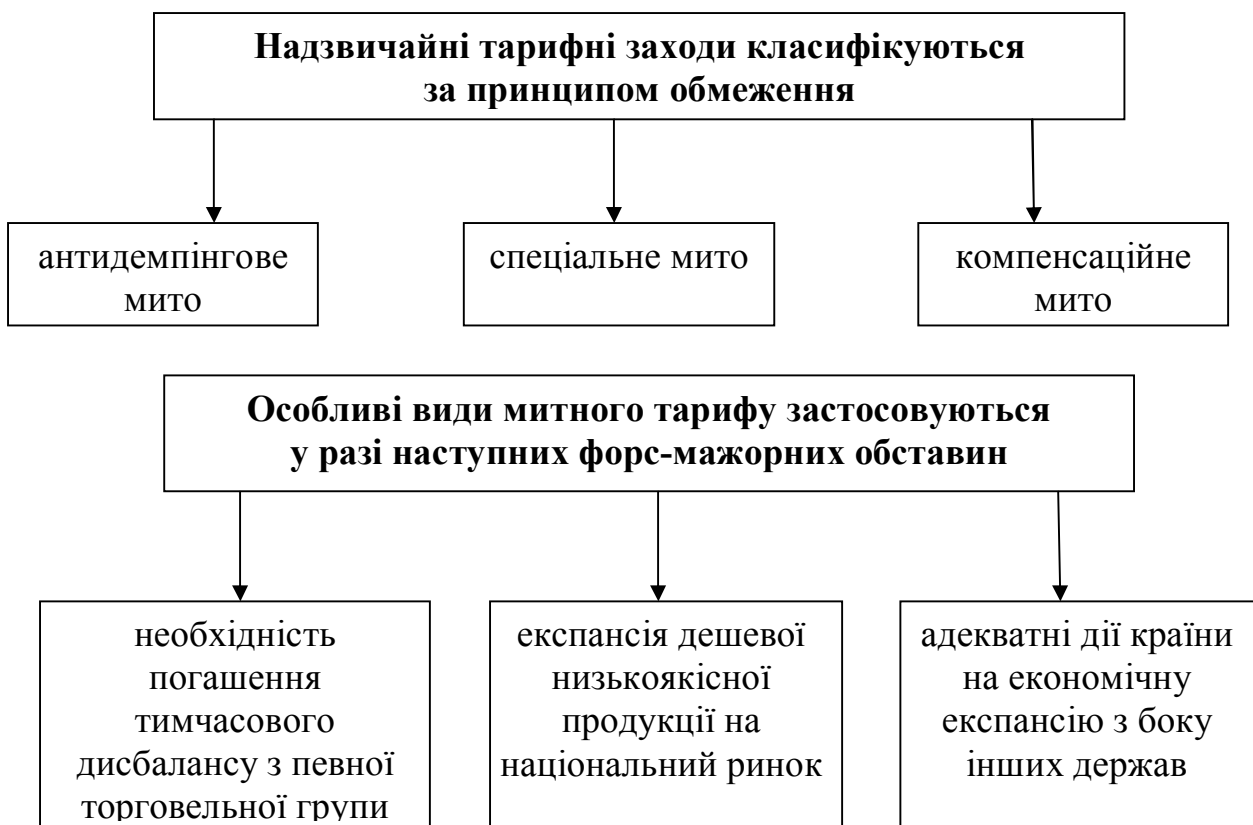 Надзвичайні тарифні заходи класифікуються
за принципом обмеження
антидемпінгове
мито
спеціальне мито
компенсаційне
мито
Особливі види митного тарифу застосовуються
у разі наступних форс-мажорних обставин
необхідність
погашення
тимчасового
дисбалансу з певної
торговельної групи
експансія дешевої
низькоякісної
продукції на
національний ринок
адекватні дії країни
на економічну
експансію з боку
інших держав